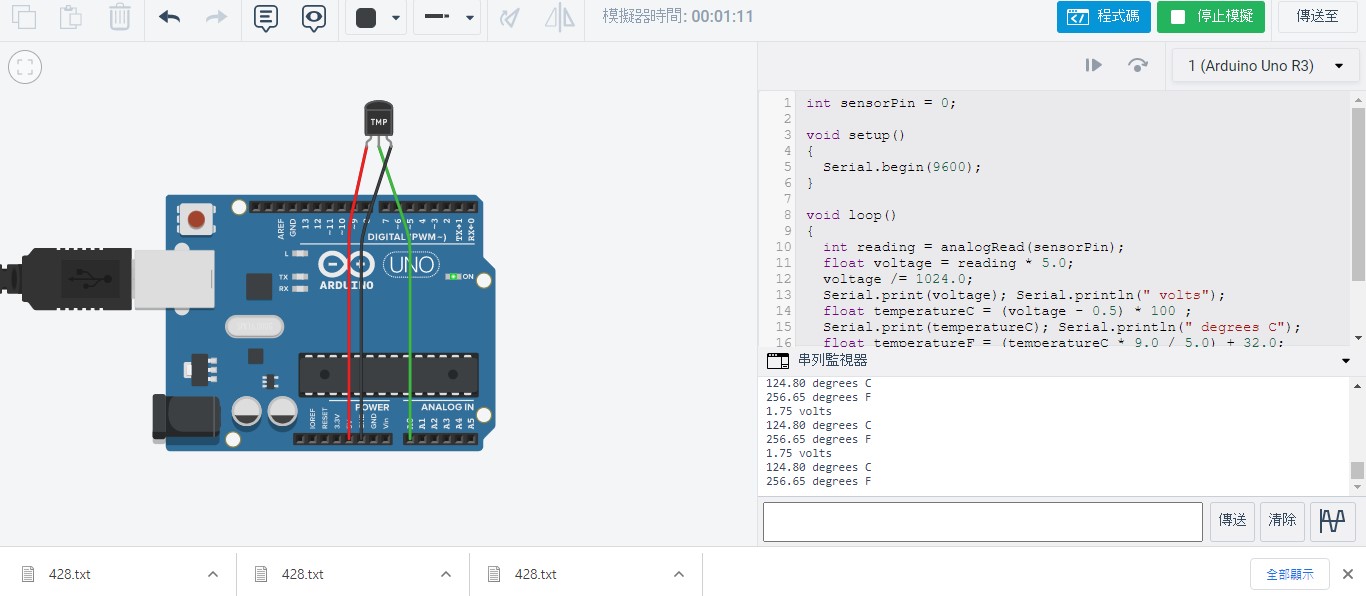 模擬器時間: 00:01:11
程式碼
停止模擬
傳送至
1 (Arduino Uno R3)
TMP
AREF
GND
13
12
~11
~10
~9
7
~6
~5
4
~3
2
TX→1
RX←0
DIGITAL (PWM~)
L
TX
RX
UNO
ON
ARDUINO
POWER
ANALOG IN
IOREF
RESET
3.3V
GND
Vin
A0
A1
A2
A3
A4
A5
1 int sensorPin = 0;
2
3 void setup()
4 {
5 Serial.begin(9600);
6 }
7
8 void loop()
9 {
10 int reading = analogRead(sensorPin);
11 float voltage = reading * 5.0;
12 voltage /= 1024.0;
13 Serial.print(voltage); Serial.println(" volts");
14 float temperatureC = (voltage - 0.5) * 100 ;
15 Serial.print(temperatureC); Serial.println(" degrees C");
16 float temperatureF = (temperatureC * 9.0 / 5.0) + 32.0;
串列監視器
124.80 degrees C
256.65 degrees F
1.75 volts
124.80 degrees C
256.65 degrees F
1.75 volts
124.80 degrees C
256.65 degrees F
傳送
清除
428.txt
428.txt
428.txt
全部顯示